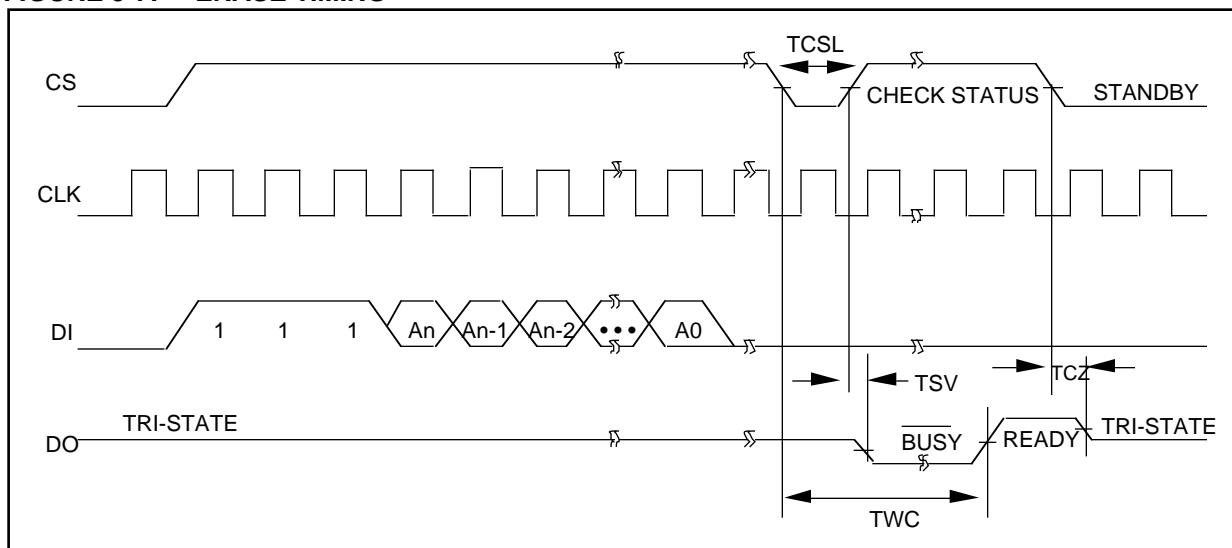 TCSL
CS
CHECK STATUS
STANDBY
CLK
DI
1 1 1 An An-1 An-2 ••• A0
TSV
TCZ
TRI-STATE
DO
BUSY
READY
TRI-STATE
TWC